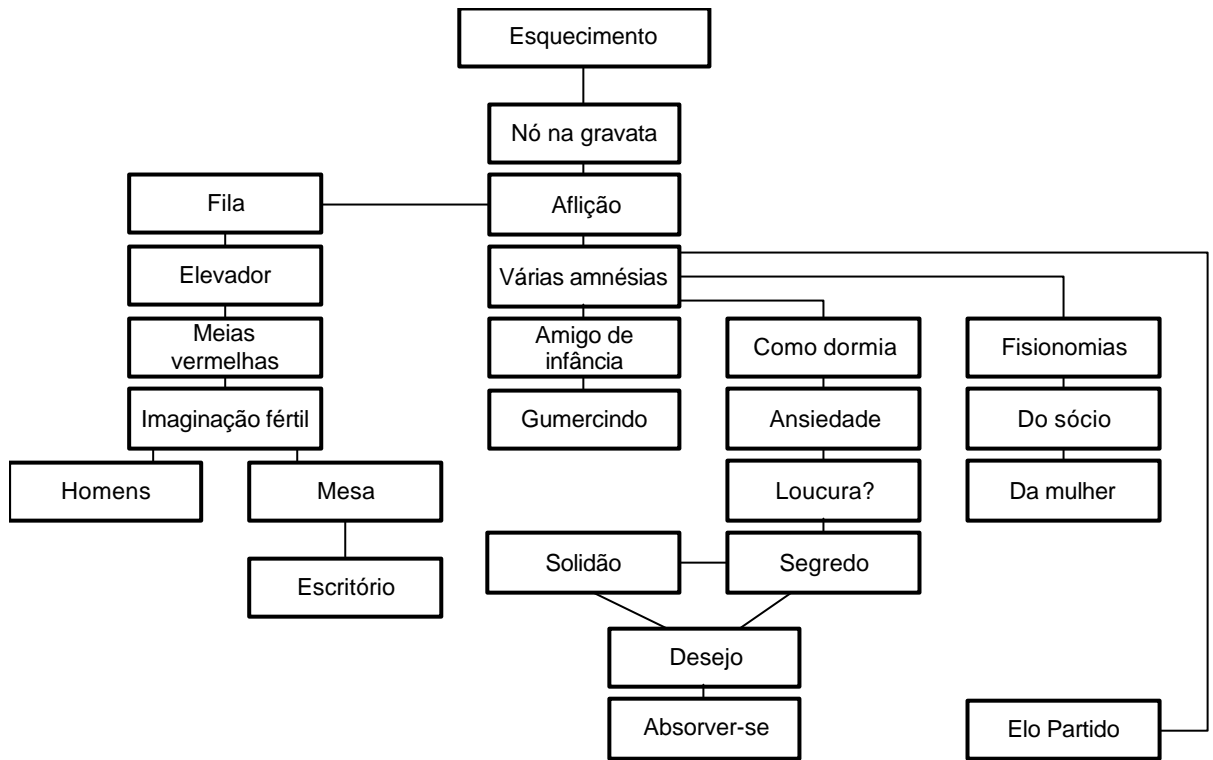 Esquecimento
Nó na gravata
Fila
Aflição
Elevador
Várias amnésias
Meias
vermelhas
Amigo de
infância
Como dormia
Fisionomias
Imaginação fértil
Gumercindo
Ansiedade
Do sócio
Homens
Mesa
Loucura?
Da mulher
Escritório
Solidão
Segredo
Desejo
Absorver-se
Elo Partido